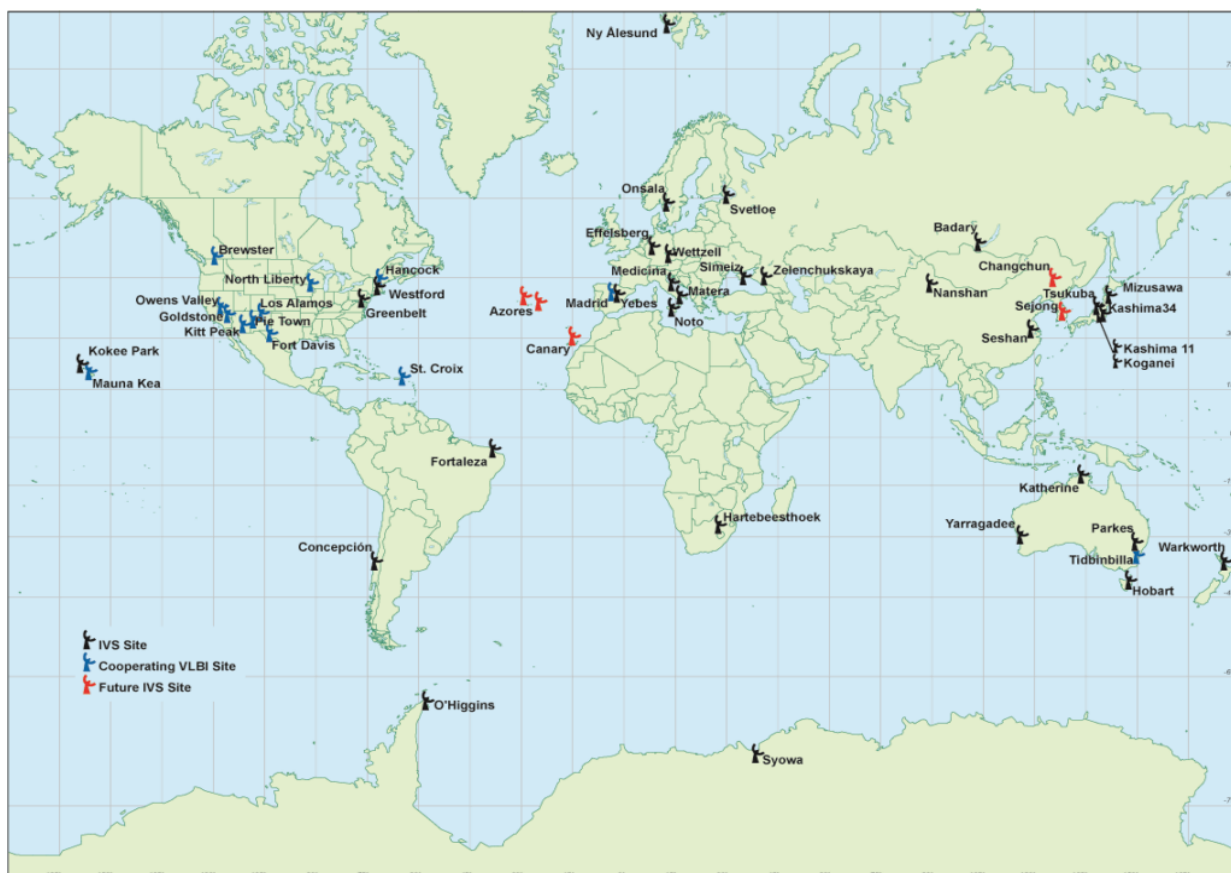 Ny Ålesund
Onsala
Svetloe
Effelsberg
Wettzell
Badary
Brewster
Hancock
North Liberty
Westford
Greenbelt
Medicina
Simeiz
Zelenchukskaya
Changchun
Nanshan
Mizusawa
Owens Valley
Los Alamos
Goldstone
Pie Town
Kitt Peak
Fort Davis
Azores
Madrid
Yebes
Matera
Noto
Tsukuba
Sejong
Kashima34
Canary
Seshan
Kashima 11
Koganei
Kokee Park
Mauna Kea
St. Croix
Fortaleza
Katherine
Hartebeesthoek
Yarragadee
Parkes
Concepción
Tidbinbilla
Warkworth
Hobart
IVS Site
Cooperating VLBI Site
Future IVS Site
O'Higgins
Syowa